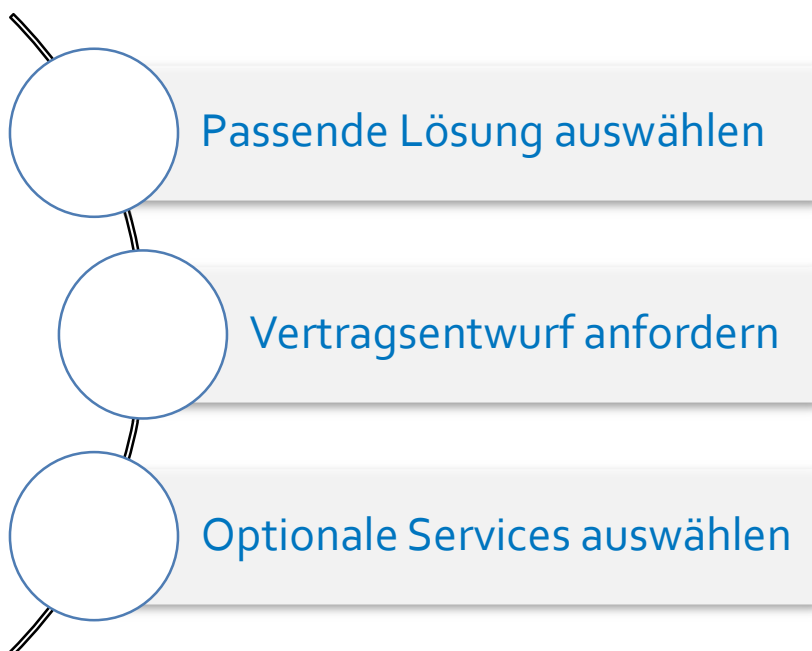 Passende Lösung auswählen
Vertragsentwurf anfordern
Optionale Services auswählen